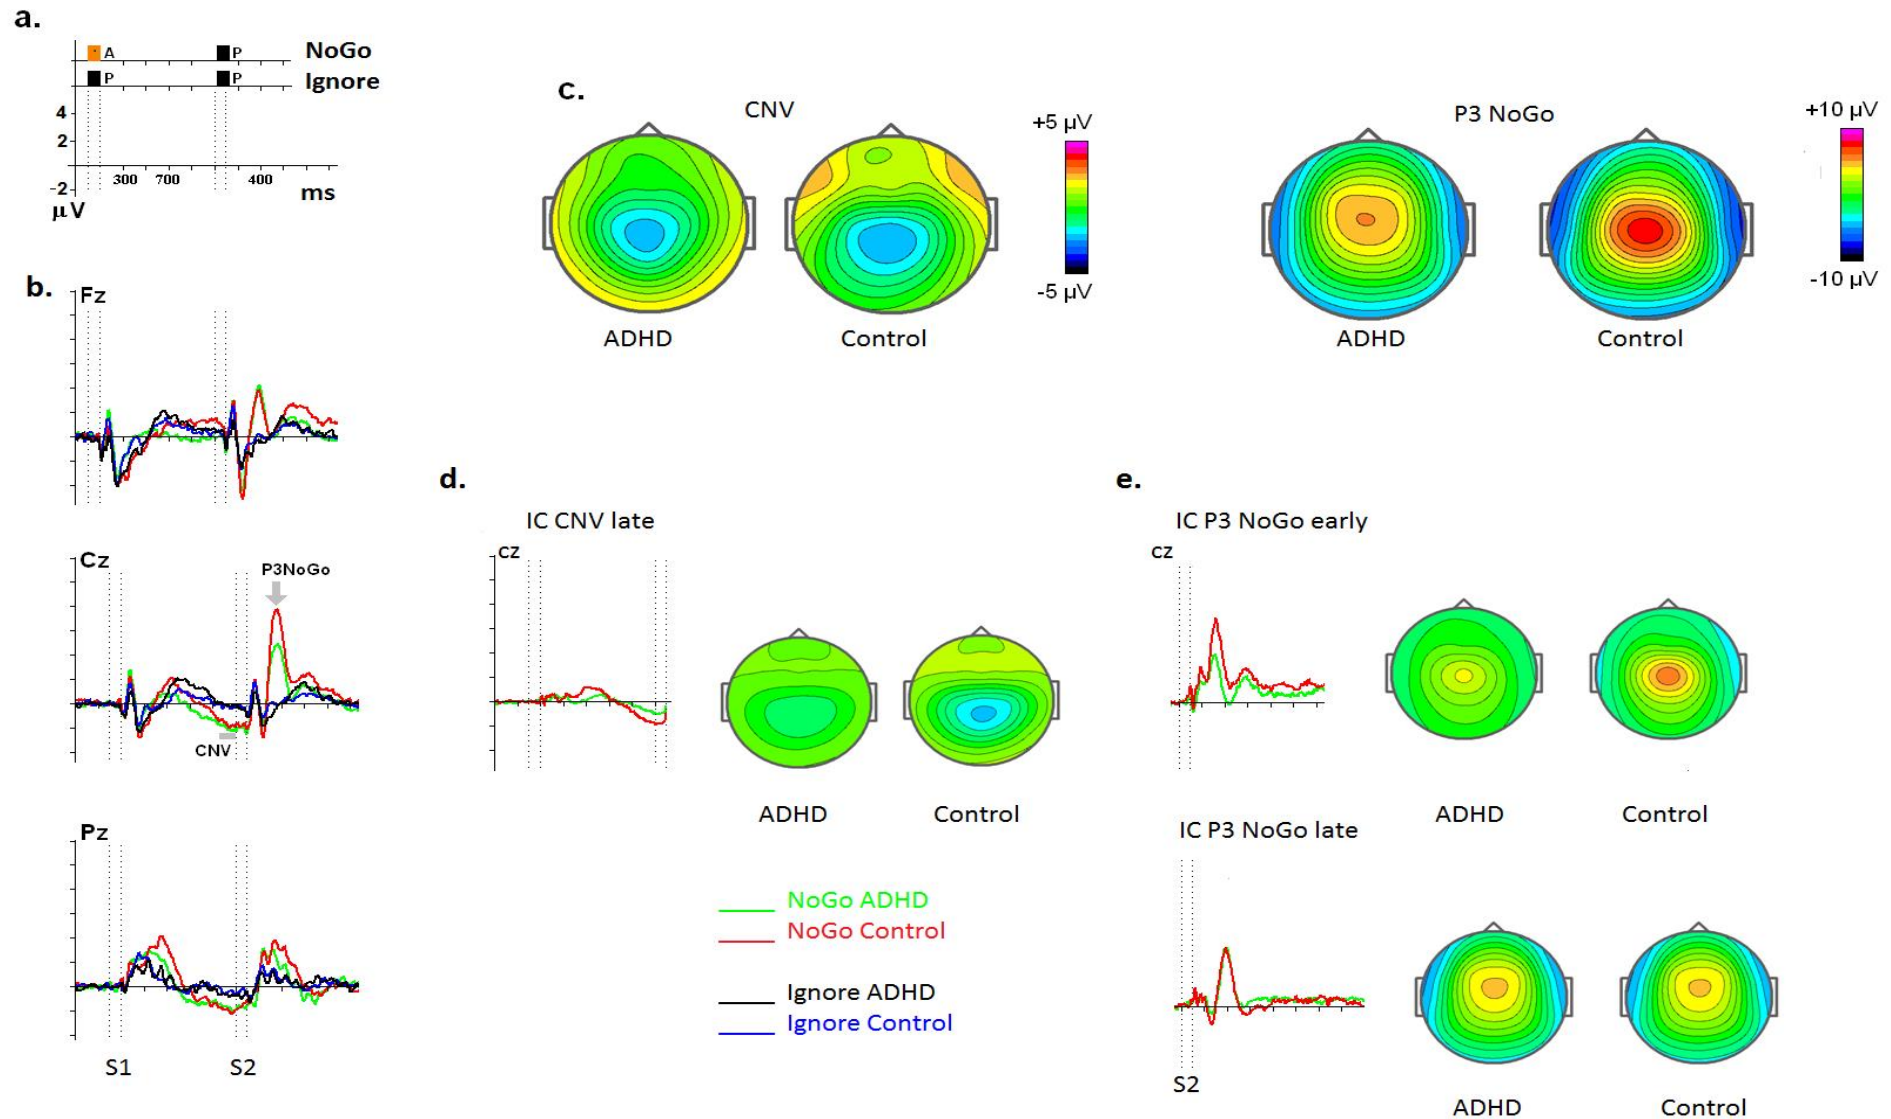 a.
A P NoGo
P P Ignore
4
2
-2
300 700 400
ms
µV
b.
Fz
Cz
P3NoGo
CNV
Pz
S1 S2
c.
CNV
+5 µV
-5 µV
ADHD Control
P3 NoGo
+10 µV
-10 µV
ADHD Control
d.
IC CNV late
cz
ADHD Control
NoGo ADHD
NoGo Control
Ignore ADHD
Ignore Control
e.
IC P3 NoGo early
cz
ADHD Control
IC P3 NoGo late
S2
ADHD Control